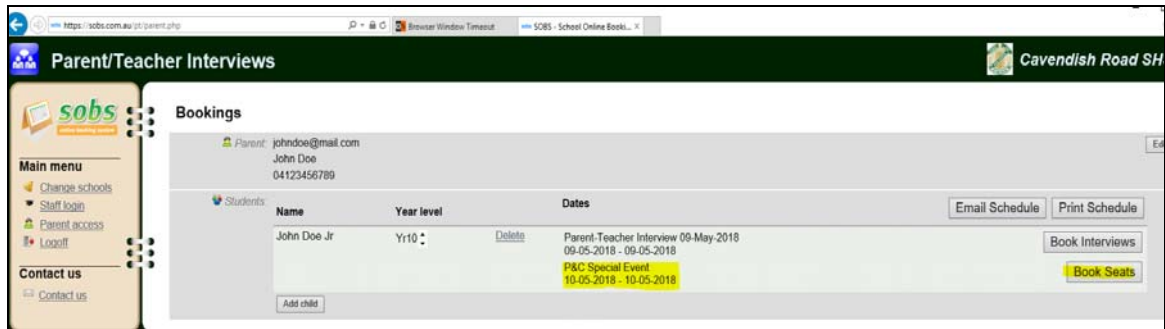 https://sobs.com.au/pt/parent.php
Browser Window Timeout
SOBS - School Online Booki...
Parent/Teacher Interviews
Cavendish Road SH
sobs
online booking system
Main menu
Change schools
Staff login
Parent access
Logoff
Contact us
Contact us
Bookings
Parent: johndoe@mail.com
John Doe
04123456789
Students:
Name Year level Dates
Email Schedule Print Schedule
John Doe Jr Yr10 Delete Parent-Teacher Interview 09-May-2018
09-05-2018 - 09-05-2018
Book Interviews
P&C Special Event
10-05-2018 - 10-05-2018
Book Seats
Add child